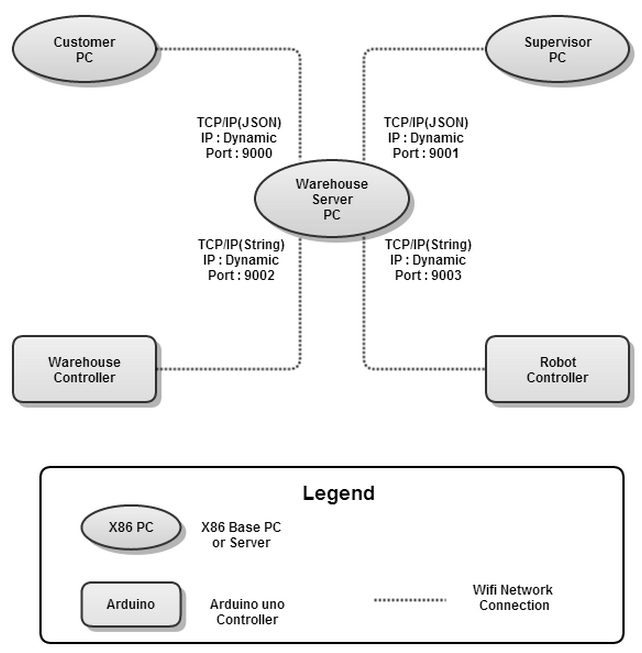 Customer
PC
Supervisor
PC
TCP/IP(JSON)
IP : Dynamic
Port : 9000
TCP/IP(JSON)
IP : Dynamic
Port : 9001
Warehouse
Server
PC
TCP/IP(String)
IP : Dynamic
Port : 9002
TCP/IP(String)
IP : Dynamic
Port : 9003
Warehouse
Controller
Robot
Controller
Legend
X86 PC
X86 Base PC
or Server
Arduino
Arduino uno
Controller
Wifi Network
Connection